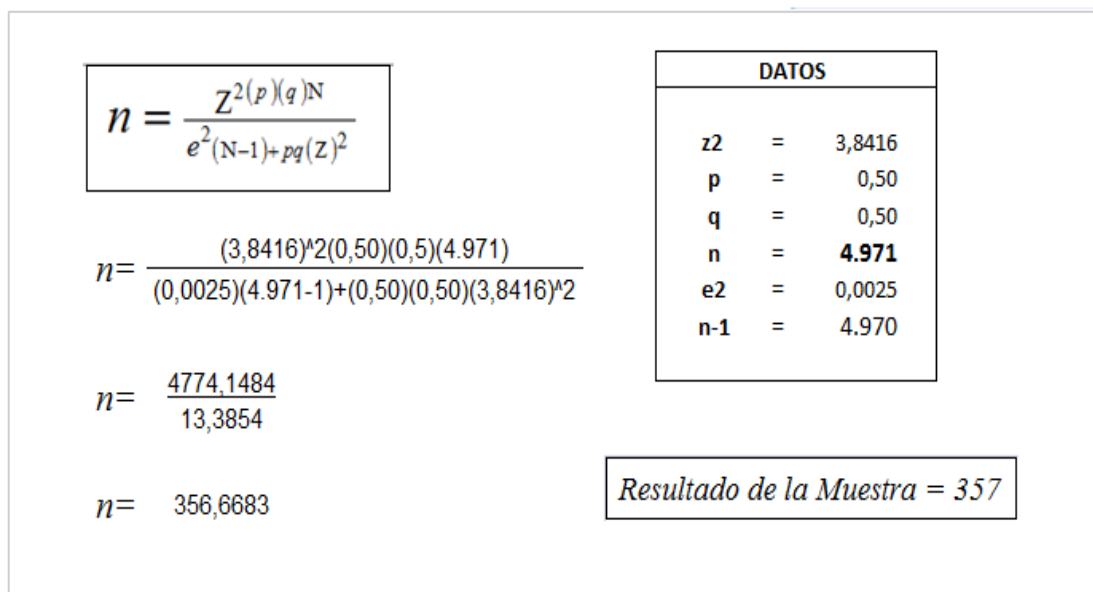 n = Z^2(p)(q)N / e^2(N-1)+pq(Z)^2
n= (3,8416)^2(0,50)(0,5)(4.971)
(0,0025)(4.971-1)+(0,50)(0,50)(3,8416)^2
n= 4774,1484
13,3854
n= 356,6683
DATOS
z2 = 3,8416
p = 0,50
q = 0,50
n = 4.971
e2 = 0,0025
n-1 = 4.970
Resultado de la Muestra = 357